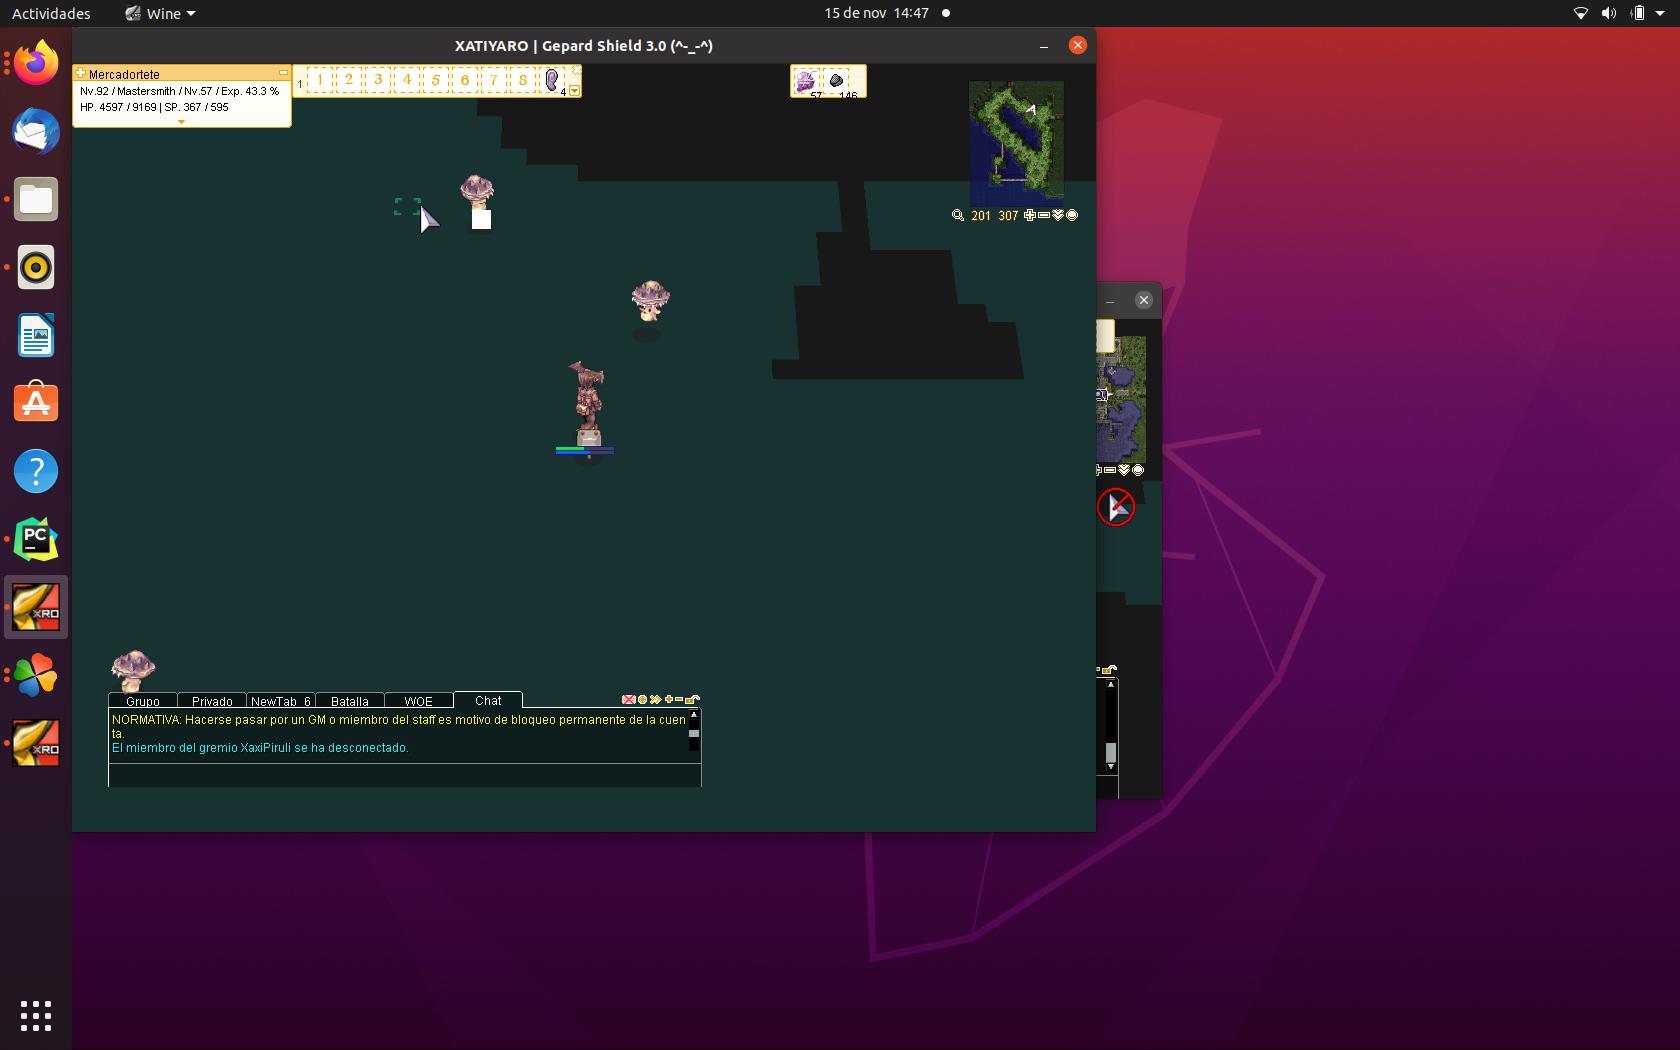 Actividades
Wine
15 de nov 14:47
XATIYARO | Gepard Shield 3.0 (^-_-^)
Mercadortete
Nv.92 / Mastersmith / Nv.57 / Exp. 43.3 %
HP. 4597 / 9169 | SP. 367 / 595
1 1 2 3 4 5 6 7 8 4
57 146
201 307
PC
XRO
XRO
Grupo Privado NewTab_6 Batalla WOE Chat
NORMATIVA: Hacerse pasar por un GM o miembro del staff es motivo de bloqueo permanente de la cuen
ta.
El miembro del gremio XaxiPiruli se ha desconectado.